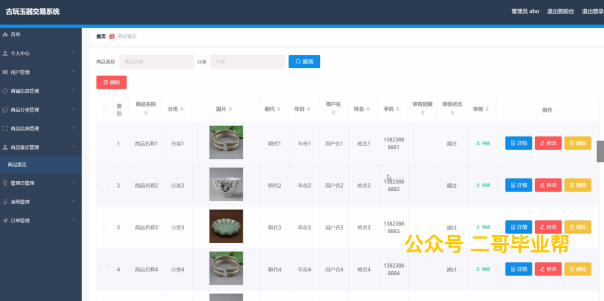 古玩玉器交易系统
管理员 abo 退出到前台 退出登录
首页 商品鉴定
首页
个人中心
用户管理
商品信息管理
商品分类管理
商品鉴定管理
商品鉴定
管理员管理
系统管理
订单管理
商品名称 商品名称 分类 分类 查询
删除
索引 商品名称 分类 图片 朝代 年份 用户名 姓名 手机 审核回复 审核状态 审核 操作
1 商品名称1 分类1 朝代1 年份1 用户名1 姓名1 13823888881 通过 审核 详情 修改 删除
2 商品名称2 分类2 朝代2 年份2 用户名2 姓名2 13823888882 通过 审核 详情 修改 删除
3 商品名称3 分类3 朝代3 年份3 用户名3 姓名3 13823888883 通过 审核 详情 修改 删除
4 商品名称4 分类4 朝代4 年份4 用户名4 姓名4 13823888884 通过 审核 详情 修改 删除
公众号 二哥毕业帮